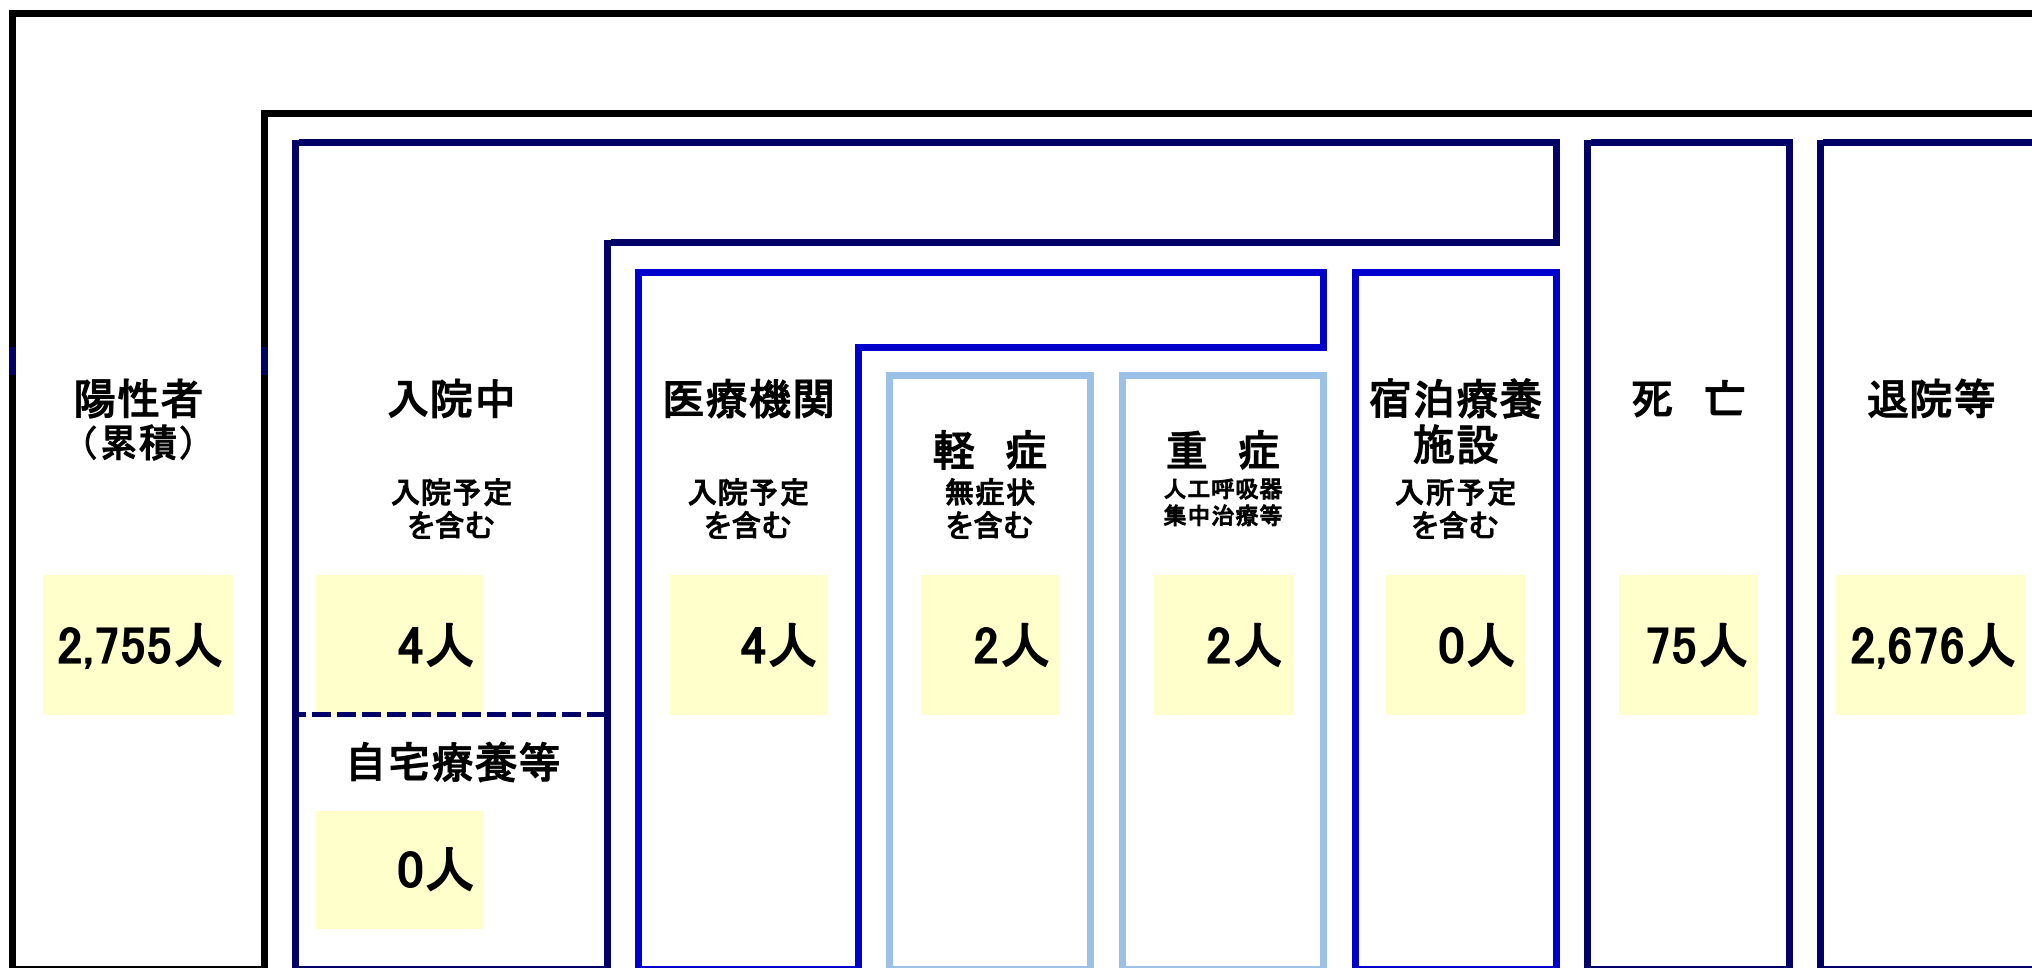 陽性者
（累積）
2,755人
入院中
入院予定
を含む
4人
自宅療養等
0人
医療機関
入院予定
を含む
4人
軽　症
無症状
を含む
2人
重　症
人工呼吸器
集中治療等
2人
宿泊療養
施設
入所予定
を含む
0人
死　亡
75人
退院等
2,676人